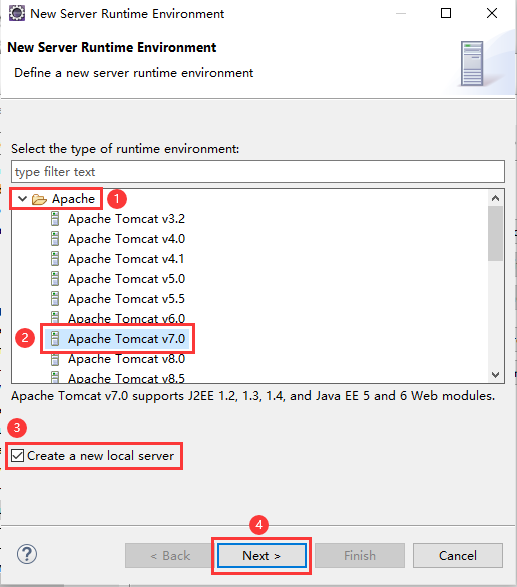 New Server Runtime Environment
New Server Runtime Environment
Define a new server runtime environment
Select the type of runtime environment:
type filter text
Apache 1
Apache Tomcat v3.2
Apache Tomcat v4.0
Apache Tomcat v4.1
Apache Tomcat v5.0
Apache Tomcat v5.5
Apache Tomcat v6.0
2 Apache Tomcat v7.0
Apache Tomcat v8.0
Apache Tomcat v8.5
Apache Tomcat v7.0 supports J2EE 1.2, 1.3, 1.4, and Java EE 5 and 6 Web modules.
3
Create a new local server
4
? < Back Next > Finish Cancel